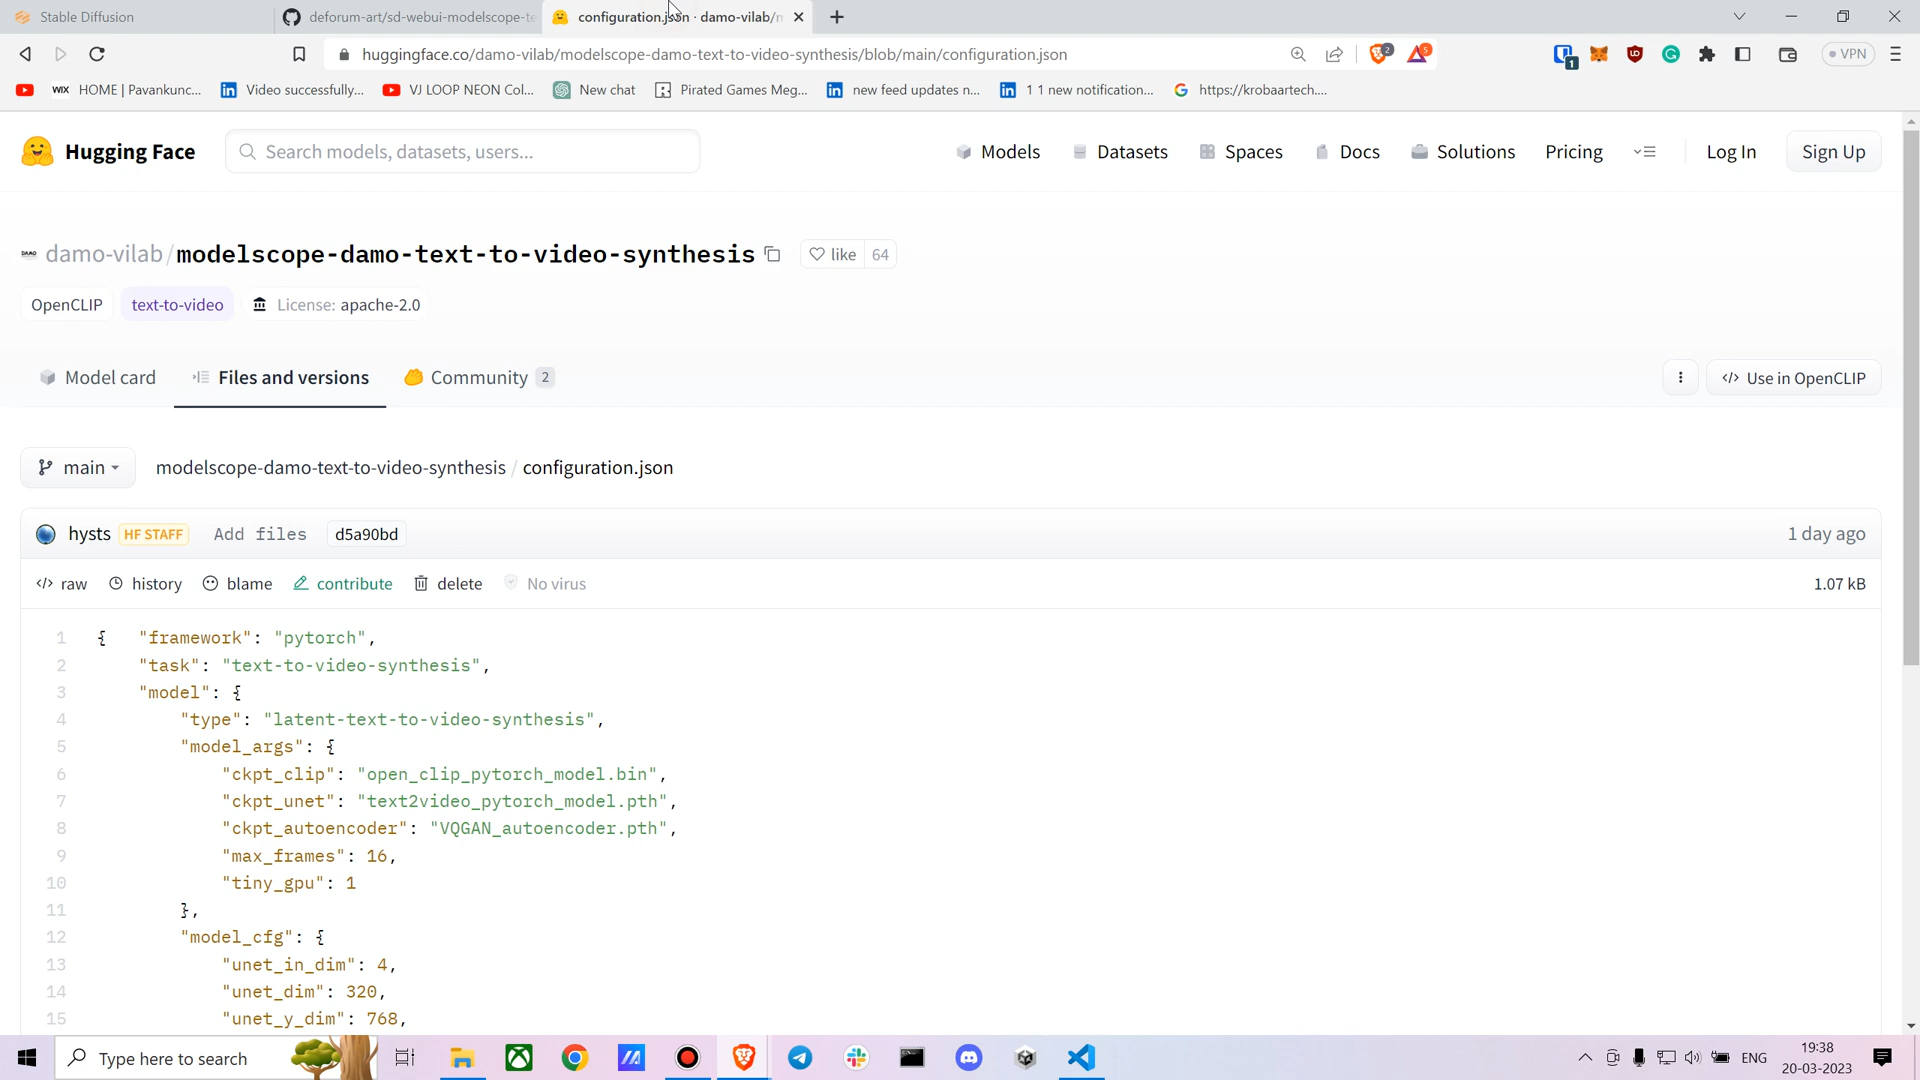 Stable Diffusion
deforum-art/sd-webui-modelscope-te
configuration.json · damo-vilab/m
huggingface.co/damo-vilab/modelscope-damo-text-to-video-synthesis/blob/main/configuration.json
2
5
1
VPN
WIX HOME | Pavankunc...
Video successfully...
VJ LOOP NEON Col...
New chat
Pirated Games Meg...
new feed updates n...
1 1 new notification...
https://krobaartech....
Hugging Face
Search models, datasets, users...
Models
Datasets
Spaces
Docs
Solutions
Pricing
Log In
Sign Up
damo-vilab/modelscope-damo-text-to-video-synthesis
like 64
OpenCLIP
text-to-video
License: apache-2.0
Model card
Files and versions
Community 2
</> Use in OpenCLIP
main
modelscope-damo-text-to-video-synthesis / configuration.json
hysts HF STAFF Add files d5a90bd
1 day ago
</> raw
history
blame
contribute
delete
No virus
1.07 kB
1 { "framework": "pytorch",
2 "task": "text-to-video-synthesis",
3 "model": {
4 "type": "latent-text-to-video-synthesis",
5 "model_args": {
6 "ckpt_clip": "open_clip_pytorch_model.bin",
7 "ckpt_unet": "text2video_pytorch_model.pth",
8 "ckpt_autoencoder": "VQGAN_autoencoder.pth",
9 "max_frames": 16,
10 "tiny_gpu": 1
11 },
12 "model_cfg": {
13 "unet_in_dim": 4,
14 "unet_dim": 320,
15 "unet_y_dim": 768,
Type here to search
ENG
19:38
20-03-2023